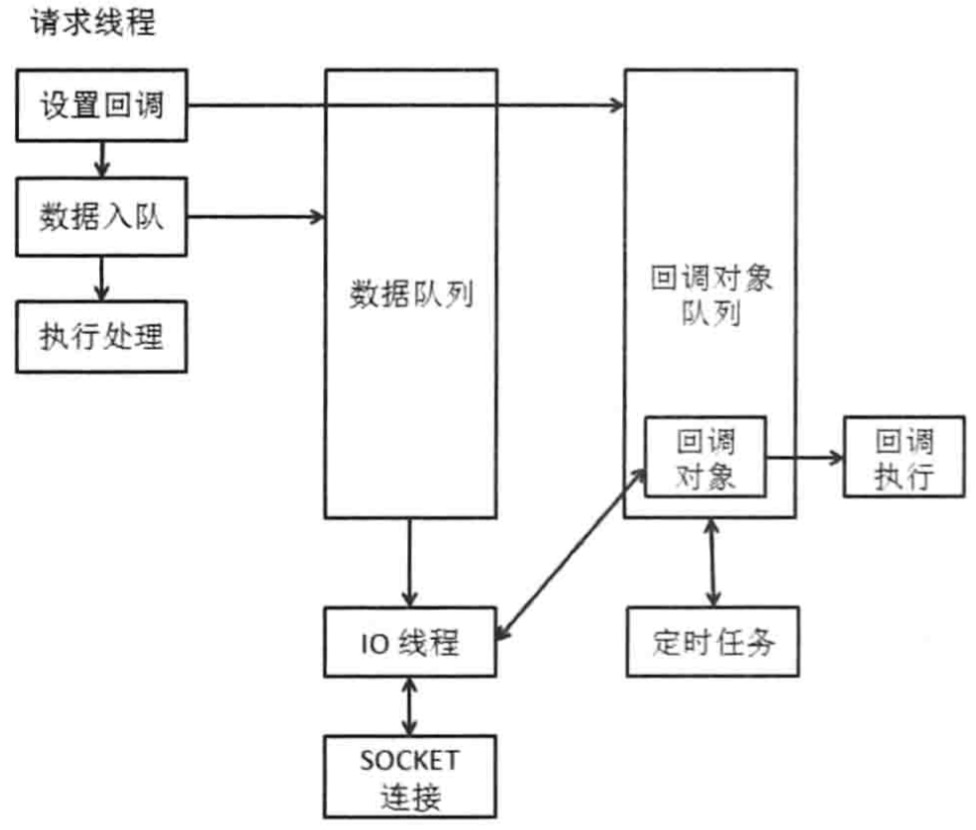 请求线程
设置回调
数据入队
执行处理
数据队列
回调对象
队列
回调
对象
回调
执行
IO 线程
定时任务
SOCKET
连接